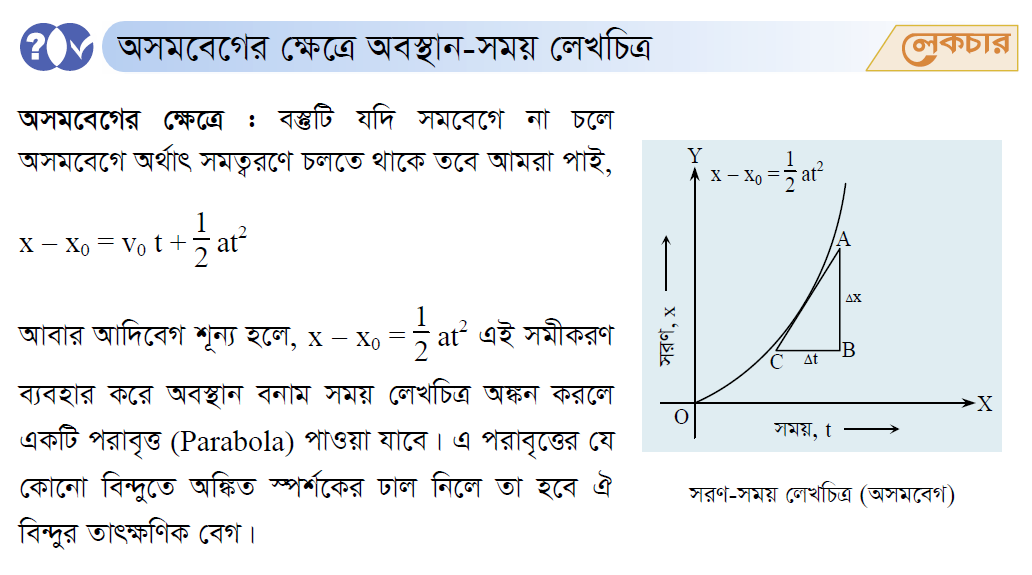 অসমবেগের ক্ষেত্রে অবস্থান-সময় লেখচিত্র
লেকচার
অসমবেগের ক্ষেত্রে : বস্তুটি যদি সমবেগে না চলে
অসমবেগে অর্থাৎ সমত্বরণে চলতে থাকে তবে আমরা পাই,
x – x₀ = v₀ t + 1/2 at²
আবার আদিবেগ শূন্য হলে, x – x₀ = 1/2 at² এই সমীকরণ
ব্যবহার করে অবস্থান বনাম সময় লেখচিত্র অঙ্কন করলে
একটি পরাবৃত্ত (Parabola) পাওয়া যাবে। এ পরাবৃত্তের যে
কোনো বিন্দুতে অঙ্কিত স্পর্শকের ঢাল নিলে তা হবে ঐ
বিন্দুর তাৎক্ষণিক বেগ।
Y
x – x₀ = 1/2 at²
A
Δx
সরণ, x
C
Δt
B
O
X
সময়, t
সরণ-সময় লেখচিত্র (অসমবেগ)